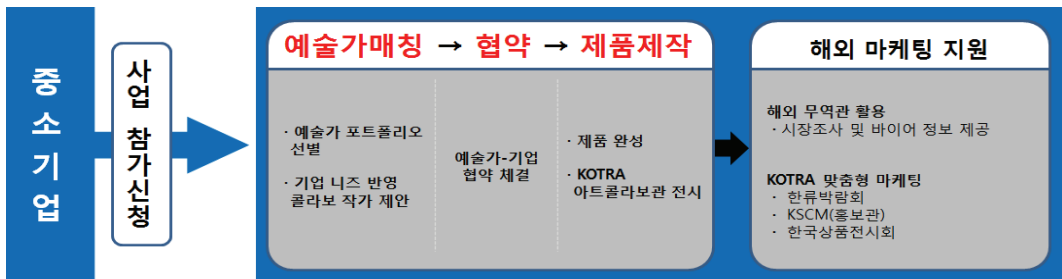 중소기업
사업 참가신청
예술가매칭 → 협약 → 제품제작
· 예술가 포트폴리오
선별
· 기업 니즈 반영
콜라보 작가 제안
예술가-기업
협약 체결
· 제품 완성
· KOTRA
아트콜라보관 전시
해외 마케팅 지원
해외 무역관 활용
· 시장조사 및 바이어 정보 제공
KOTRA 맞춤형 마케팅
· 한류박람회
· KSCM(홍보관)
· 한국상품전시회